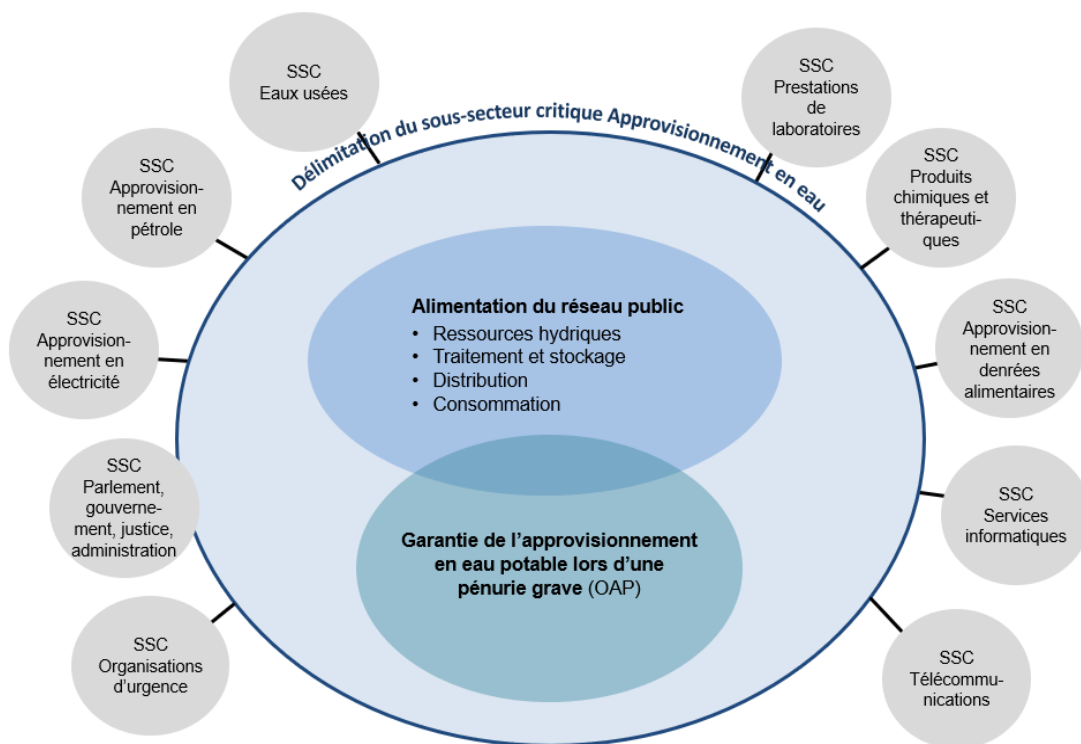 SSC
Eaux usées
SSC
Prestations
de
laboratoires
Délimitation du sous-secteur critique Approvisionnement en eau
SSC
Approvision-
nement en
pétrole
SSC
Produits
chimiques et
thérapeuti-
ques
SSC
Approvision-
nement en
électricité
Alimentation du réseau public
• Ressources hydriques
• Traitement et stockage
• Distribution
• Consommation
SSC
Approvision-
nement en
denrées
alimentaires
SSC
Parlement,
gouverne-
ment, justice,
administration
Garantie de l’approvisionnement
en eau potable lors d’une
pénurie grave (OAP)
SSC
Services
informatiques
SSC
Organisations
d’urgence
SSC
Télécommu-
nications